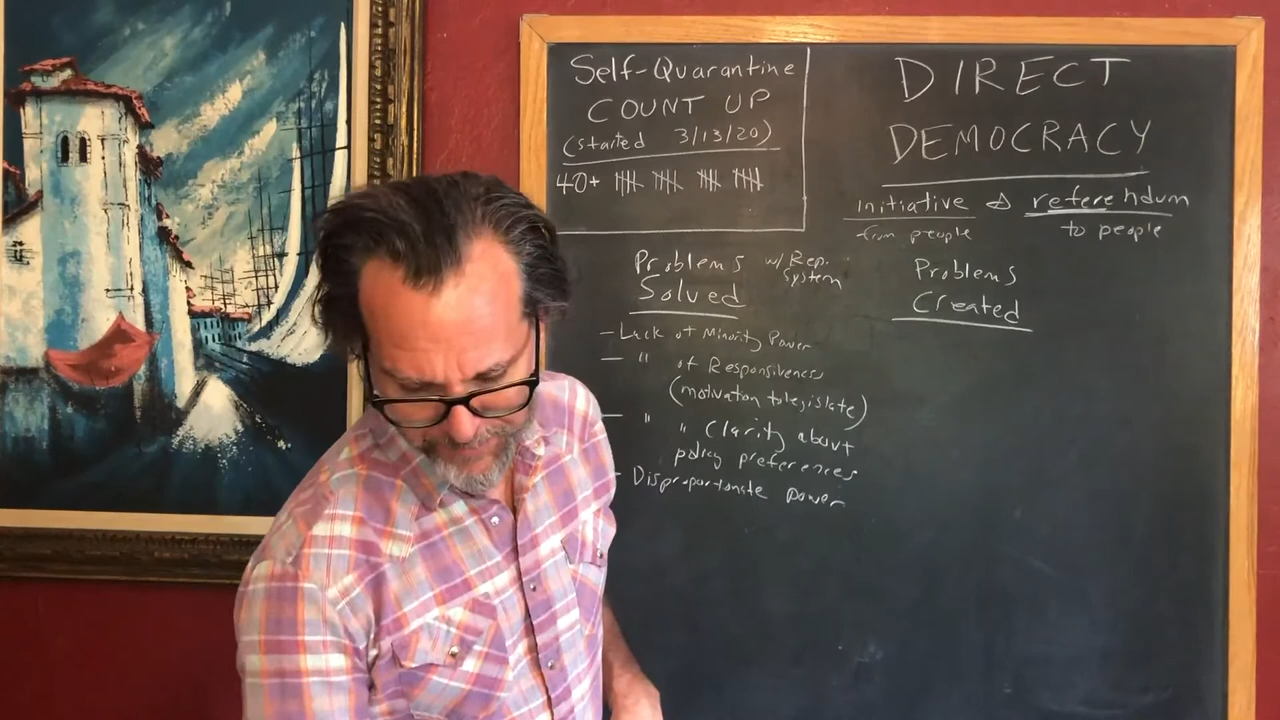 Self-Quarantine
COUNT UP
(started 3/13/20)
40+ 𝍸 𝍸 𝍸 𝍸
DIRECT
DEMOCRACY
initiative & referendum
from people
to people
Problems w/ Rep. System
Solved
- Lack of Minority Power
- " of Responsiveness
(motivation to legislate)
- " " Clarity about
policy preferences
- Disproportionate power
Problems
Created